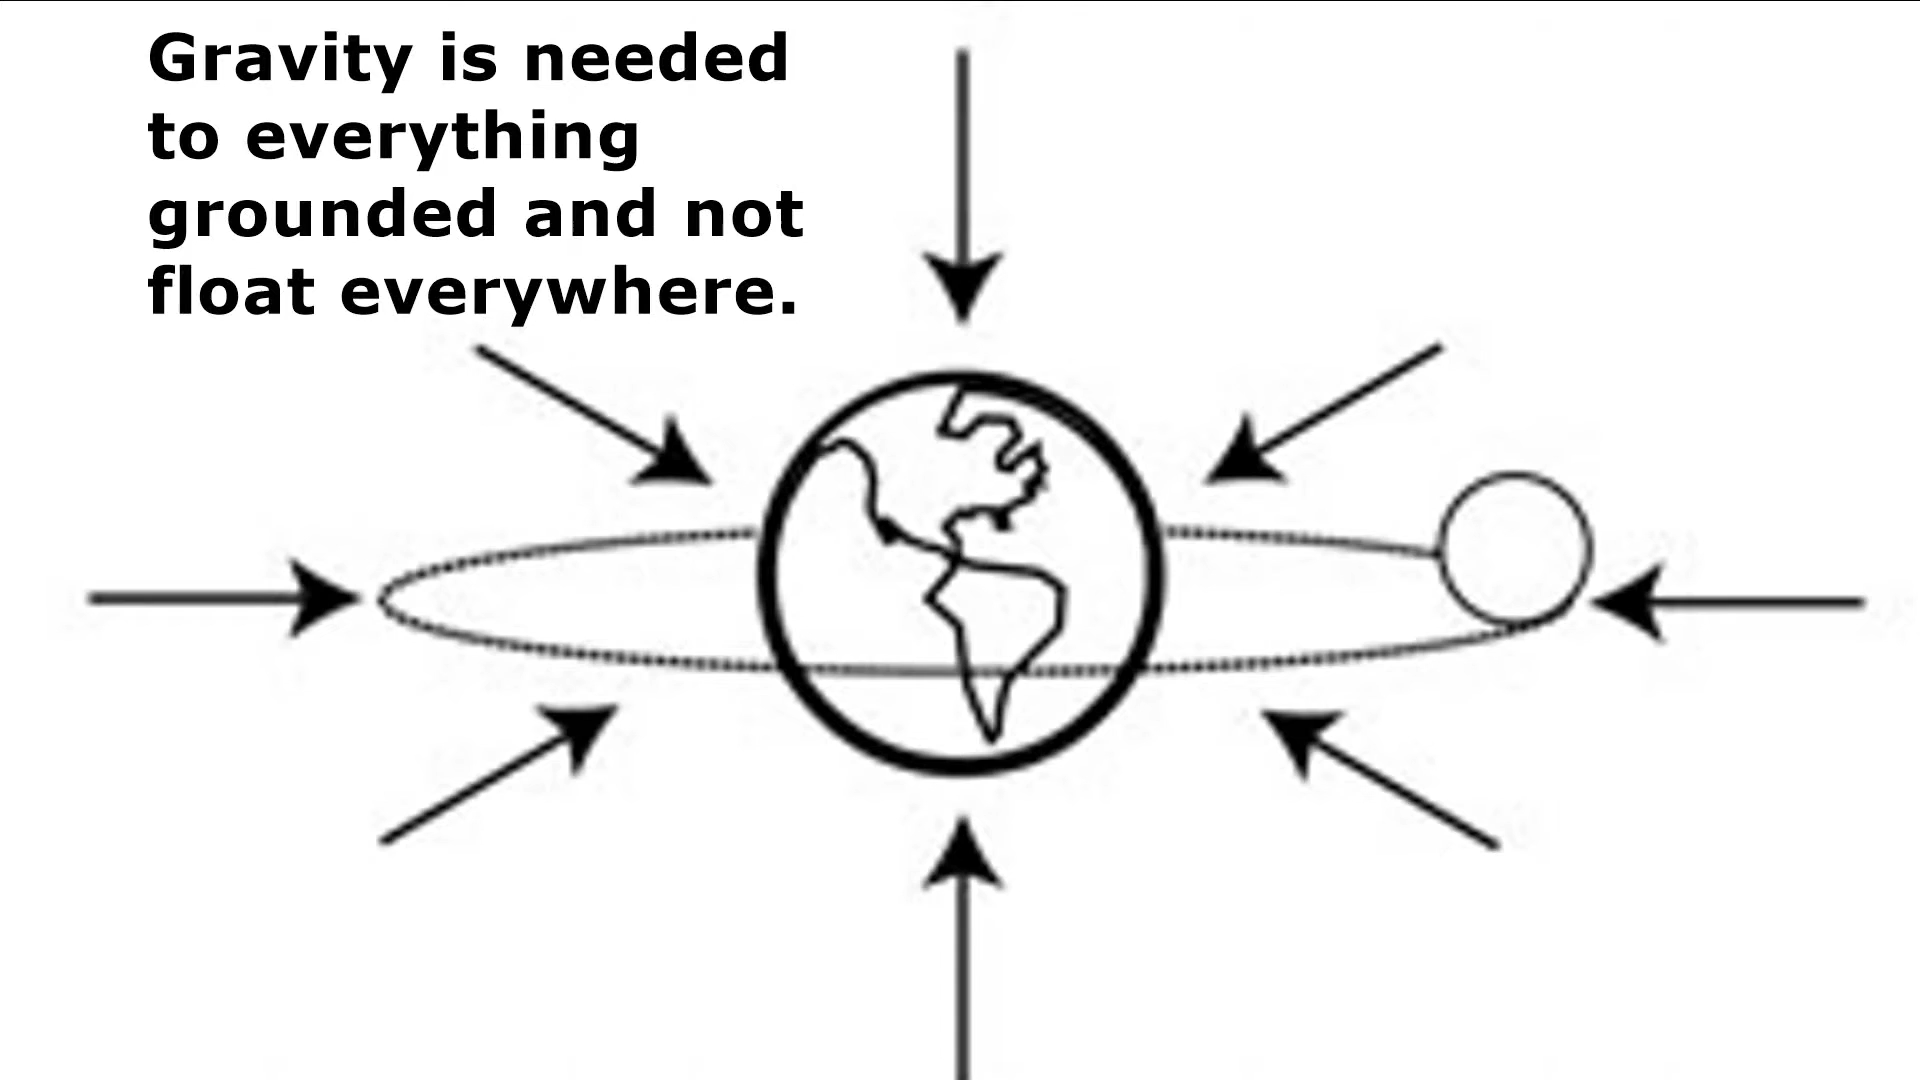 Gravity is needed
to everything
grounded and not
float everywhere.